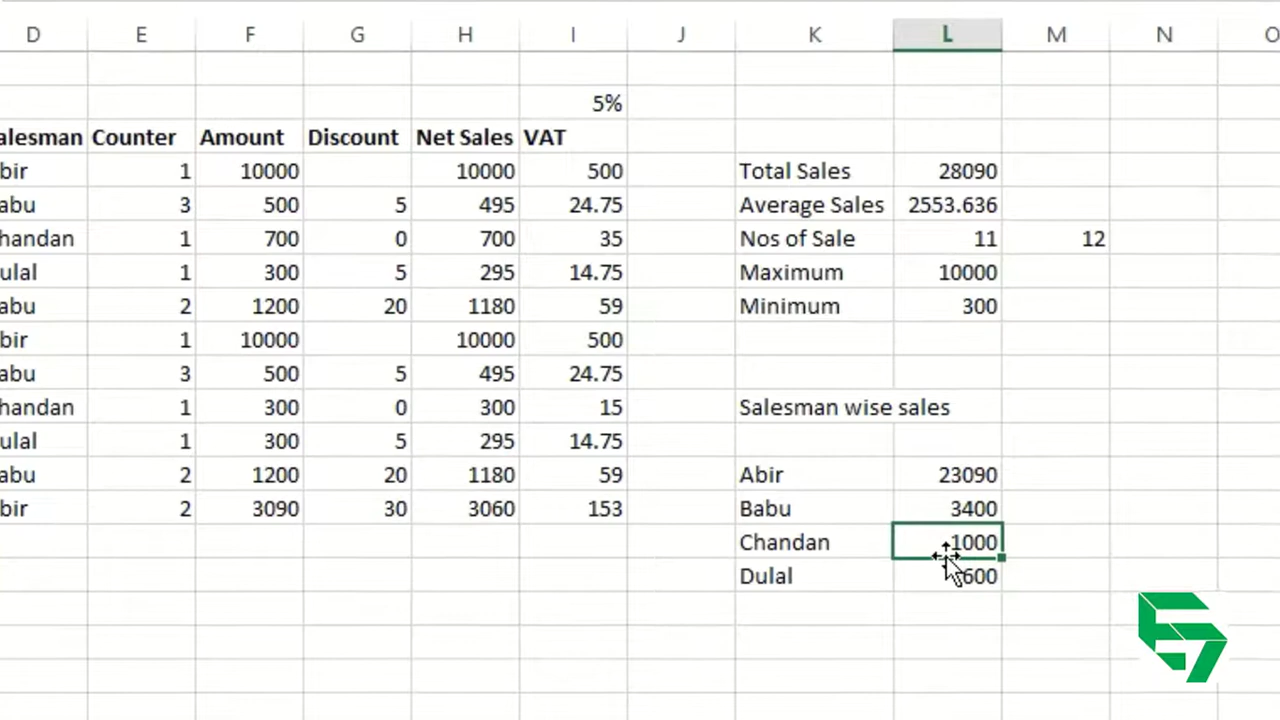 D E F G H I J K L M N O
5%
alesman Counter Amount Discount Net Sales VAT
bir 1 10000 10000 500 Total Sales 28090
abu 3 500 5 495 24.75 Average Sales 2553.636
handan 1 700 0 700 35 Nos of Sale 11 12
ulal 1 300 5 295 14.75 Maximum 10000
abu 2 1200 20 1180 59 Minimum 300
bir 1 10000 10000 500
abu 3 500 5 495 24.75
handan 1 300 0 300 15 Salesman wise sales
ulal 1 300 5 295 14.75
abu 2 1200 20 1180 59 Abir 23090
bir 2 3090 30 3060 153 Babu 3400
Chandan 1000
Dulal 600